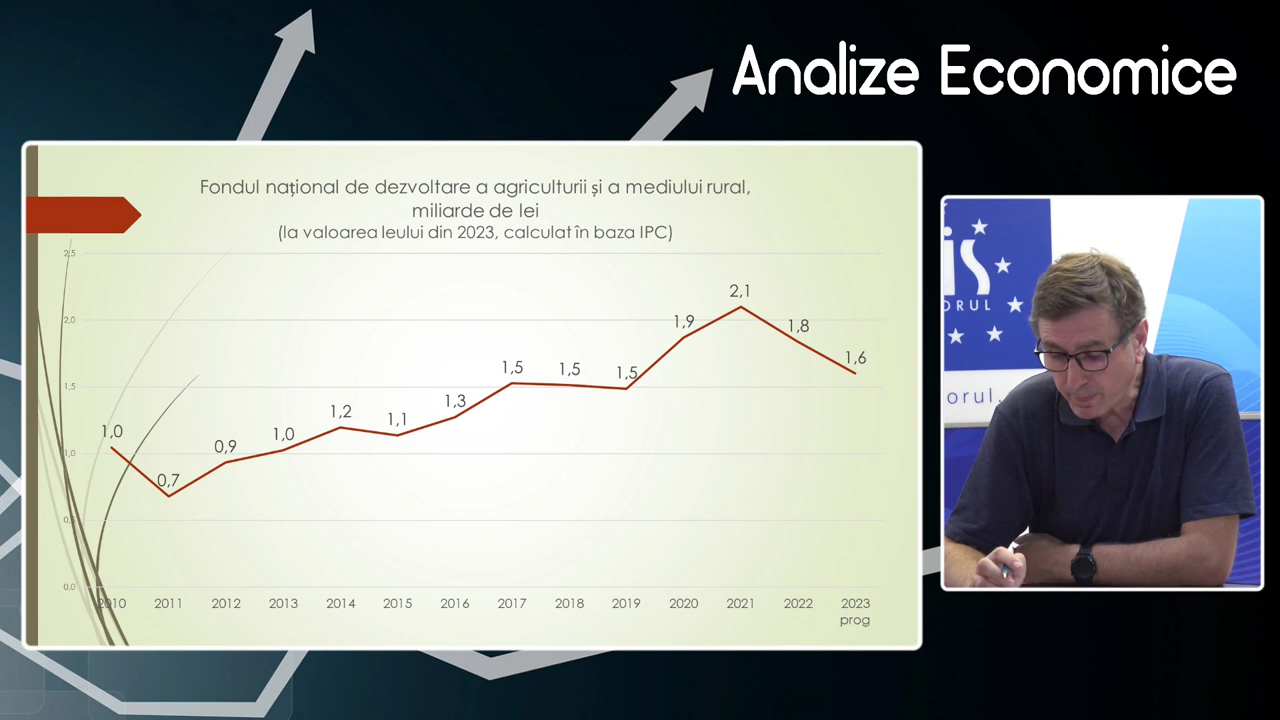 Analize Economice
Fondul național de dezvoltare a agriculturii și a mediului rural,
miliarde de lei
(la valoarea leului din 2023, calculat în baza IPC)
2,5
2,0
1,5
1,0
0,5
0,0
1,0
0,7
0,9
1,0
1,2
1,1
1,3
1,5
1,5
1,5
1,9
2,1
1,8
1,6
2010 2011 2012 2013 2014 2015 2016 2017 2018 2019 2020 2021 2022 2023
prog
is
ORUL
orul.